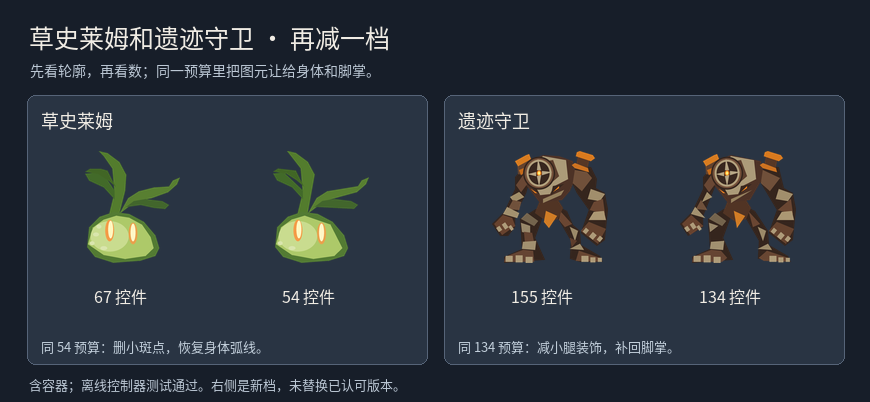 草史莱姆和遗迹守卫 · 再减一档
先看轮廓，再看数；同一预算里把图元让给身体和脚掌。
草史莱姆
67 控件
54 控件
同 54 预算：删小斑点，恢复身体弧线。
遗迹守卫
155 控件
134 控件
同 134 预算：减小腿装饰，补回脚掌。
含容器；离线控制器测试通过。右侧是新档，未替换已认可版本。